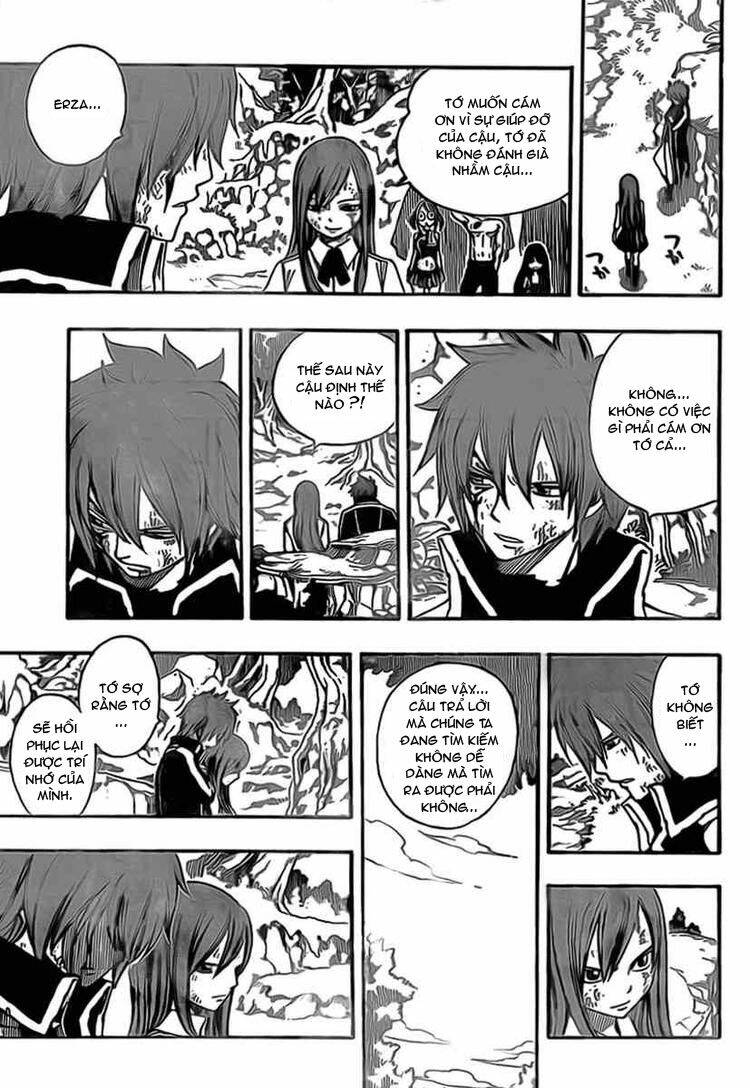 つ
つ
TỚ MUỐN CÁM
ƠN VÌ SỰ GIÚP ĐỠ
CỦA CẬU, TỚ ĐÃ
KHÔNG ĐÁNH GIÁ
NHẦM CẬU...
ERZA...
KHÔNG...
KHÔNG CÓ VIỆC
GÌ PHẢI CÁM ƠN
TỚ CẢ...
THẾ SAU NÀY
CẬU ĐỊNH THẾ
NÀO ?!
TỚ
KHÔNG
BIẾT
...
ĐÚNG VẬY...
CÂU TRẢ LỜI
MÀ CHÚNG TA
ĐANG TÌM KIẾM
KHÔNG DỄ
DÀNG MÀ TÌM
RA ĐƯỢC PHẢI
KHÔNG..
TỚ SỢ
RẰNG TỚ
...
SẼ HỒI
PHỤC LẠI
ĐƯỢC TRÍ
NHỚ CỦA
MÌNH.